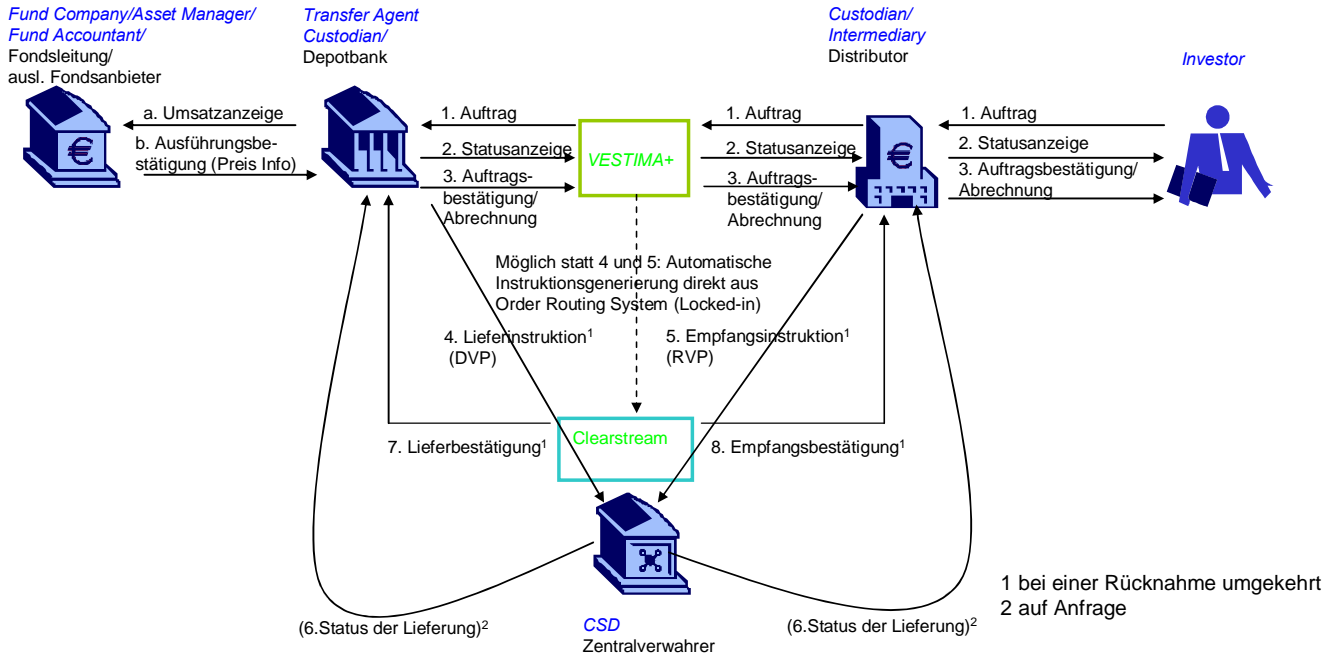 Fund Company/Asset Manager/
Fund Accountant/
Fondsleitung/
ausl. Fondsanbieter
Transfer Agent
Custodian/
Depotbank
Custodian/
Intermediary
Distributor
Investor
a. Umsatzanzeige
b. Ausführungsbe-
stätigung (Preis Info)
1. Auftrag
2. Statusanzeige
3. Auftrags-
bestätigung/
Abrechnung
VESTIMA+
1. Auftrag
2. Statusanzeige
3. Auftrags-
bestätigung/
Abrechnung
1. Auftrag
2. Statusanzeige
3. Auftragsbestätigung/
Abrechnung
€
€
Möglich statt 4 und 5: Automatische
Instruktionsgenerierung direkt aus
Order Routing System (Locked-in)
4. Lieferinstruktion1
(DVP)
5. Empfangsinstruktion1
(RVP)
7. Lieferbestätigung1
Clearstream
8. Empfangsbestätigung1
(6.Status der Lieferung)2
CSD
Zentralverwahrer
(6.Status der Lieferung)2
1 bei einer Rücknahme umgekehrt
2 auf Anfrage